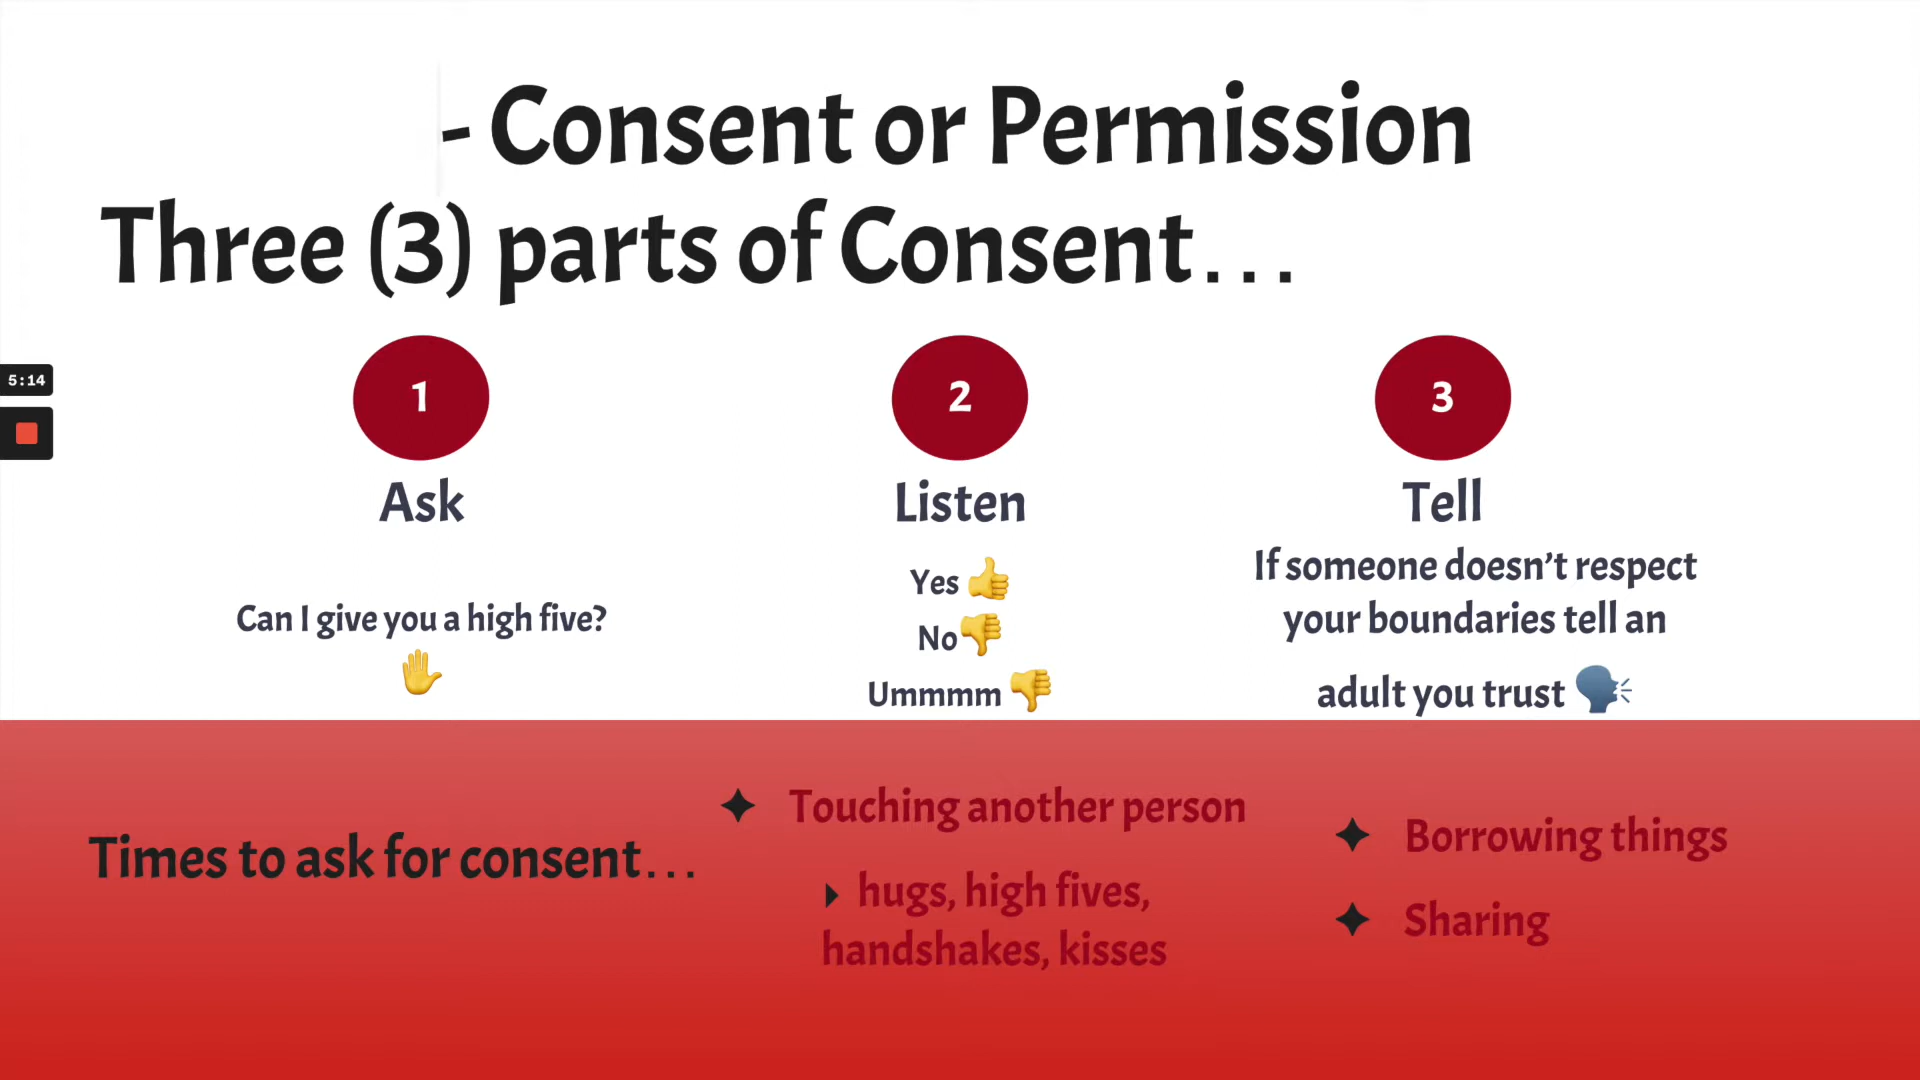 - Consent or Permission
Three (3) parts of Consent...
5:14
1
Ask
Can I give you a high five?
2
Listen
Yes
No
Ummmm
3
Tell
If someone doesn't respect
your boundaries tell an
adult you trust
Times to ask for consent...
Touching another person
hugs, high fives,
handshakes, kisses
Borrowing things
Sharing